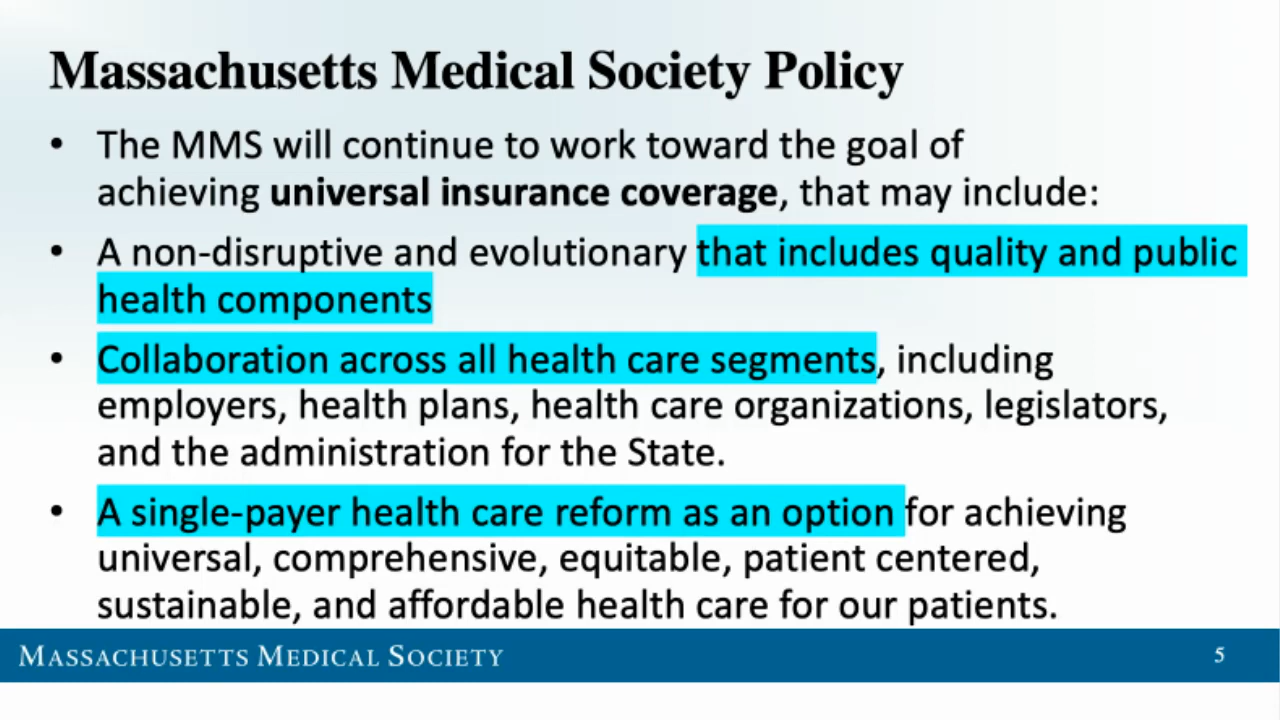 Massachusetts Medical Society Policy
• The MMS will continue to work toward the goal of
achieving universal insurance coverage, that may include:
• A non-disruptive and evolutionary that includes quality and public
health components
• Collaboration across all health care segments, including
employers, health plans, health care organizations, legislators,
and the administration for the State.
• A single-payer health care reform as an option for achieving
universal, comprehensive, equitable, patient centered,
sustainable, and affordable health care for our patients.
MASSACHUSETTS MEDICAL SOCIETY
5